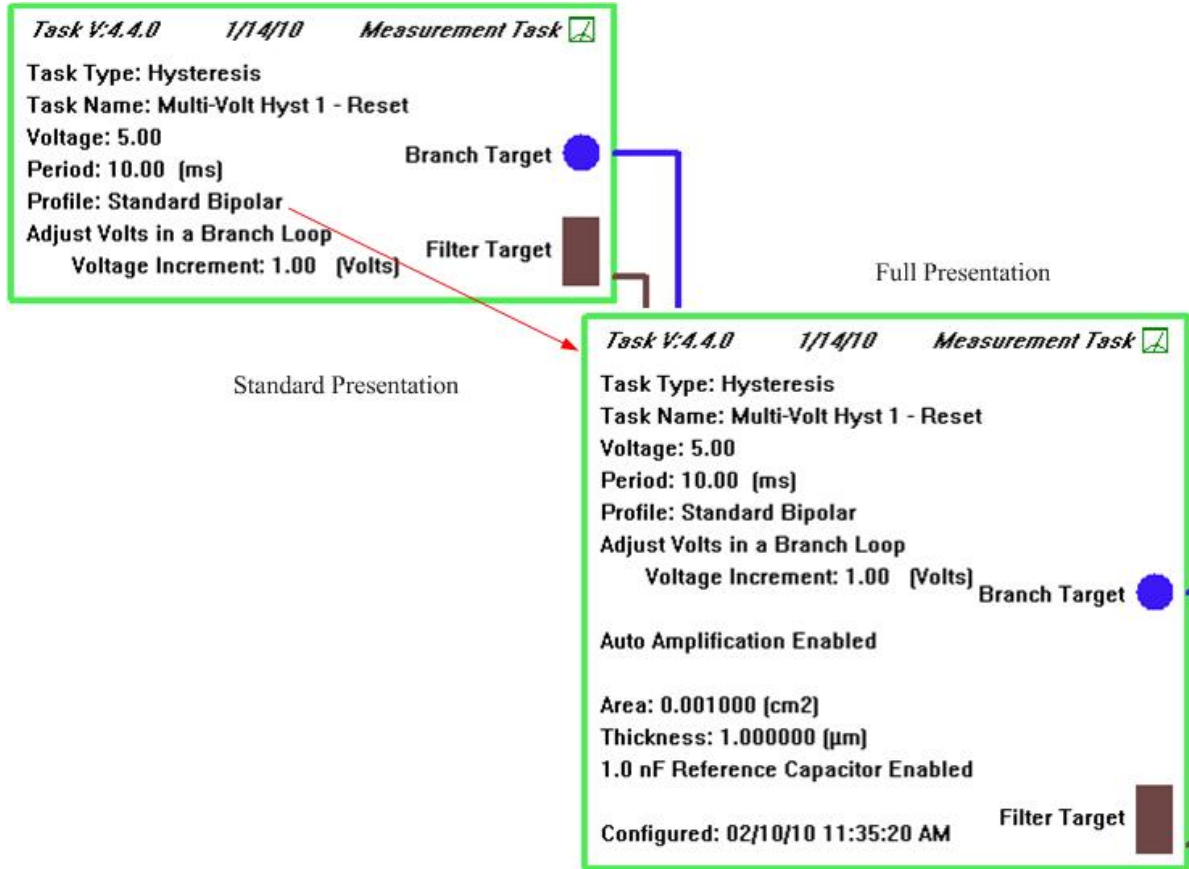 Task V:4.4.0 1/14/10 Measurement Task
Task Type: Hysteresis
Task Name: Multi-Volt Hyst 1 - Reset
Voltage: 5.00
Period: 10.00 (ms)
Profile: Standard Bipolar
Adjust Volts in a Branch Loop
Voltage Increment: 1.00 (Volts)
Branch Target
Filter Target
Standard Presentation
Full Presentation
Task V:4.4.0 1/14/10 Measurement Task
Task Type: Hysteresis
Task Name: Multi-Volt Hyst 1 - Reset
Voltage: 5.00
Period: 10.00 (ms)
Profile: Standard Bipolar
Adjust Volts in a Branch Loop
Voltage Increment: 1.00 (Volts)
Branch Target
Auto Amplification Enabled
Area: 0.001000 (cm2)
Thickness: 1.000000 (µm)
1.0 nF Reference Capacitor Enabled
Filter Target
Configured: 02/10/10 11:35:20 AM